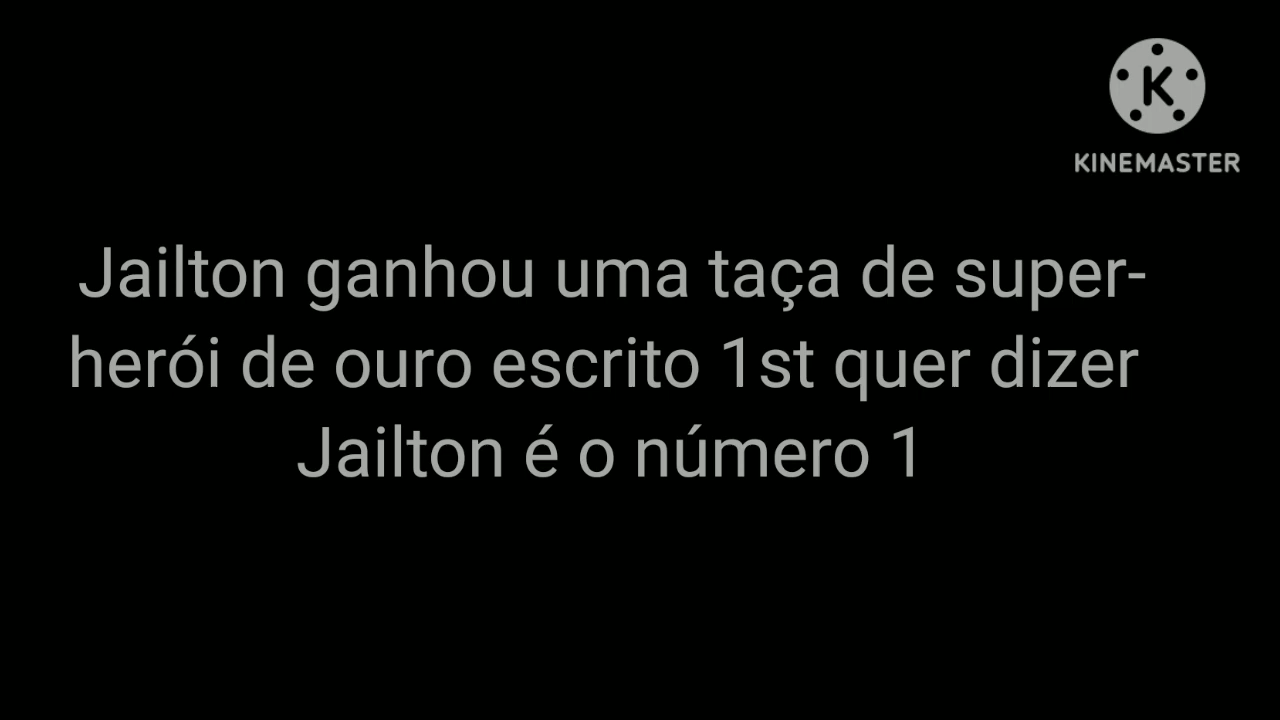 K
KINEMASTER
Jailton ganhou uma taça de super-
herói de ouro escrito 1st quer dizer
Jailton é o número 1